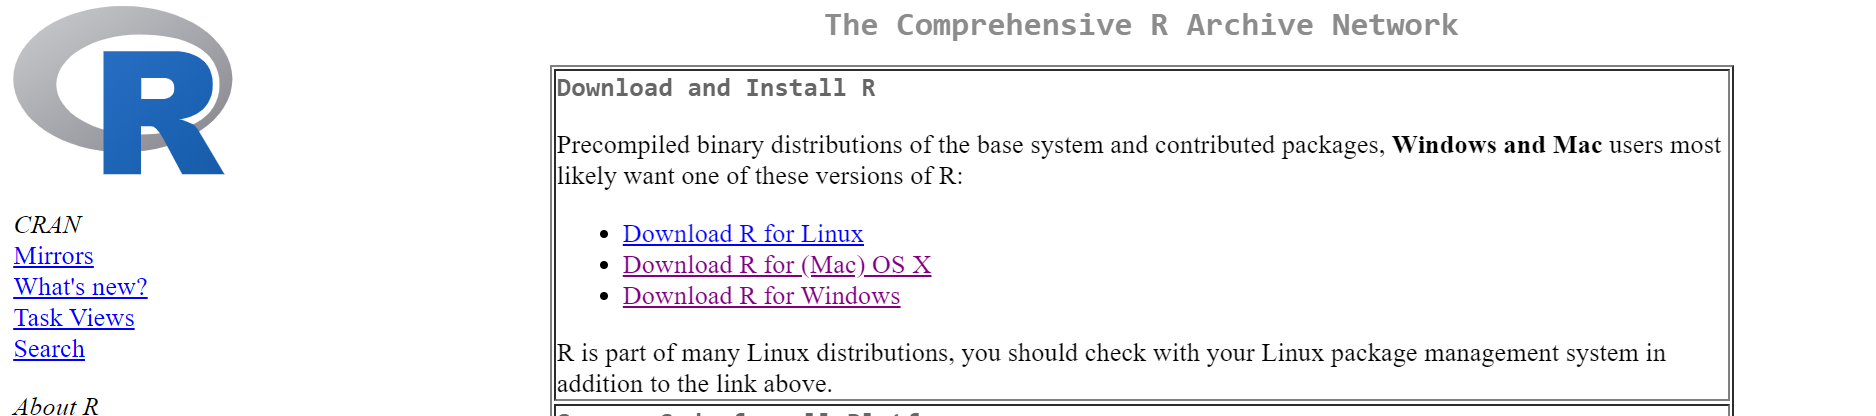 The Comprehensive R Archive Network
R
CRAN
Mirrors
What's new?
Task Views
Search
About R
Download and Install R
Precompiled binary distributions of the base system and contributed packages, Windows and Mac users most
likely want one of these versions of R:
Download R for Linux
Download R for (Mac) OS X
Download R for Windows
R is part of many Linux distributions, you should check with your Linux package management system in
addition to the link above.